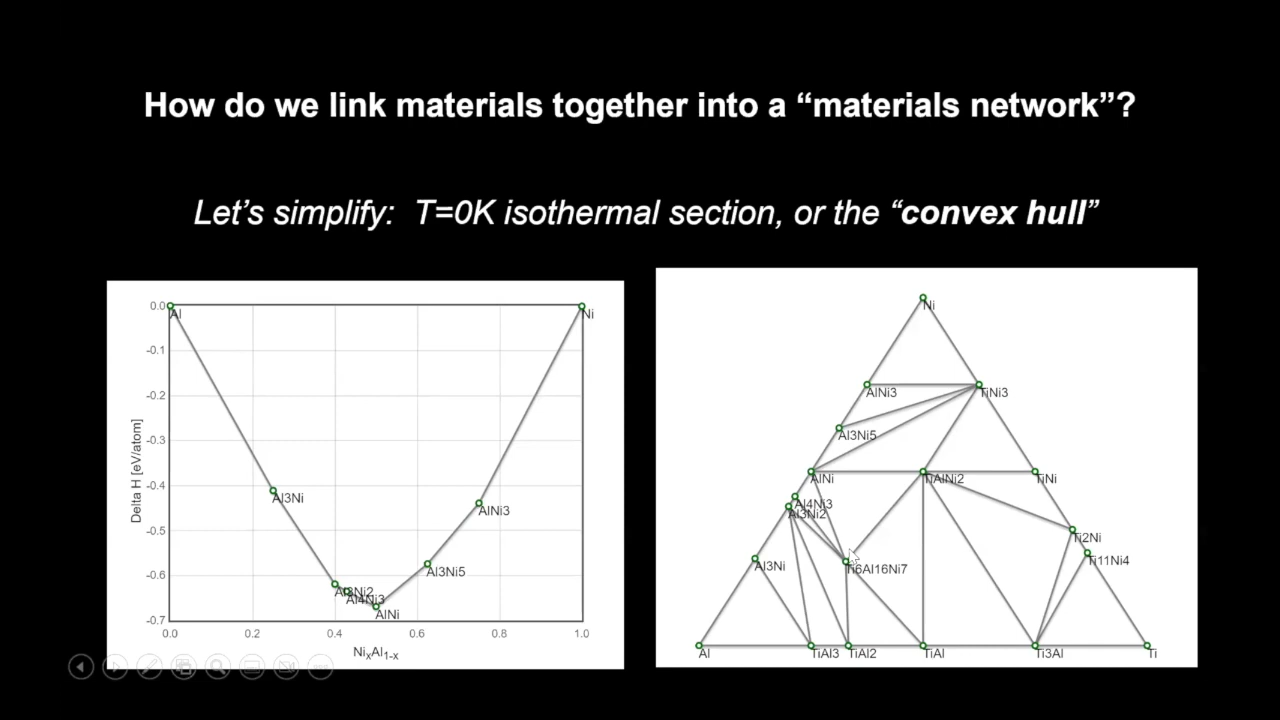 How do we link materials together into a “materials network”?
Let’s simplify: T=0K isothermal section, or the “convex hull”
0.0
-0.1
-0.2
-0.3
-0.4
-0.5
-0.6
-0.7
Delta H [eV/atom]
Al
Al3Ni
Al3Ni2
Al4Ni3
AlNi
Al3Ni5
AlNi3
Ni
0.0 0.2 0.4 0.6 0.8 1.0
NixAl1-x
Ni
AlNi3 TiNi3
Al3Ni5
AlNi TiAlNi2 TiNi
Al4Ni3
Al3Ni2
Ti2Ni
Al3Ni Ti6Al16Ni7 Ti11Ni4
Al TiAl3 TiAl2 TiAl Ti3Al Ti